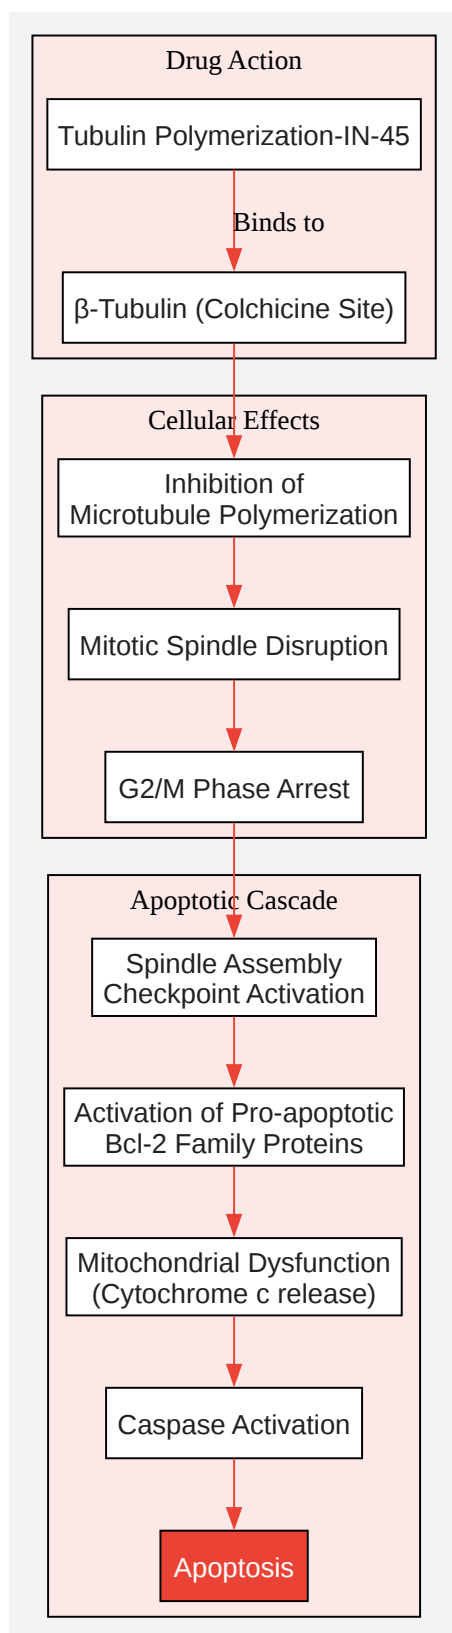 Drug Action
Tubulin Polymerization-IN-45
Binds to
β-Tubulin (Colchicine Site)
Cellular Effects
Inhibition of
Microtubule Polymerization
Mitotic Spindle Disruption
G2/M Phase Arrest
Apoptotic Cascade
Spindle Assembly
Checkpoint Activation
Activation of Pro-apoptotic
Bcl-2 Family Proteins
Mitochondrial Dysfunction
(Cytochrome c release)
Caspase Activation
Apoptosis